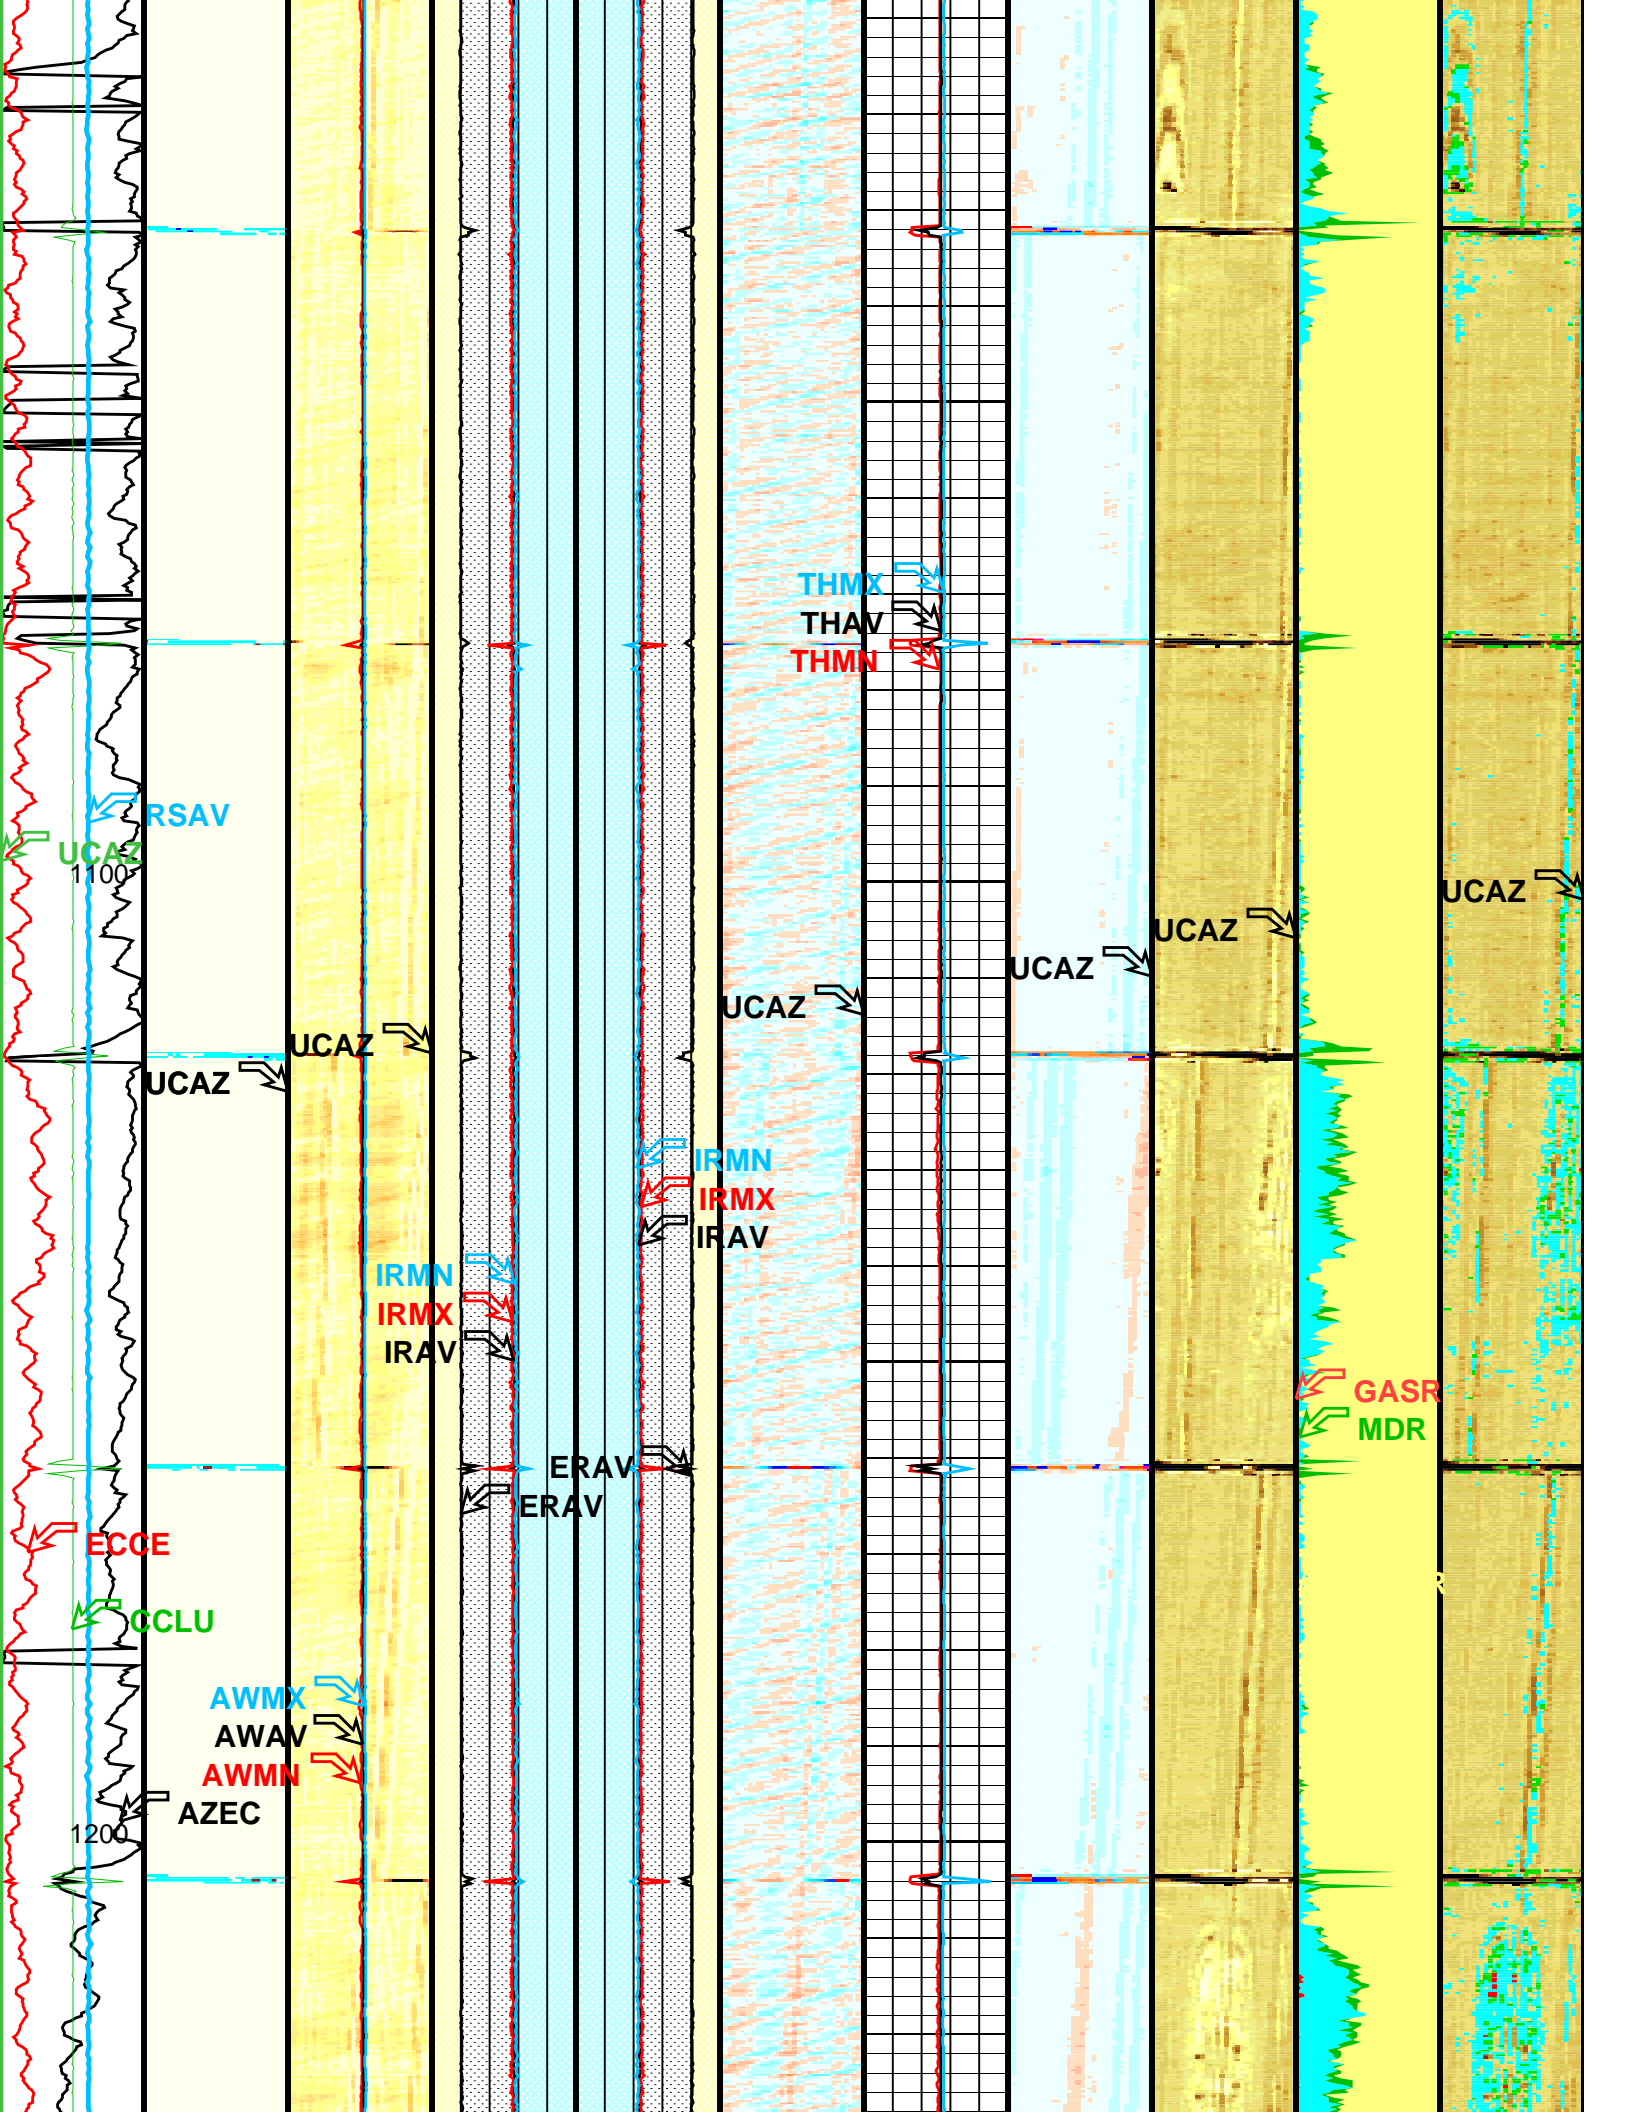 THMX
THAV
THMN
RSAV
UCAZ
1100
UCAZ
UCAZ
UCAZ
UCAZ
UCAZ
UCAZ
IRMN
IRMX
IRAV
IRMN
IRMX
IRAV
GASR
MDR
ERAV
ERAV
ECCE
R
CCLU
AWMX
AWAV
AWMN
AZEC
1200